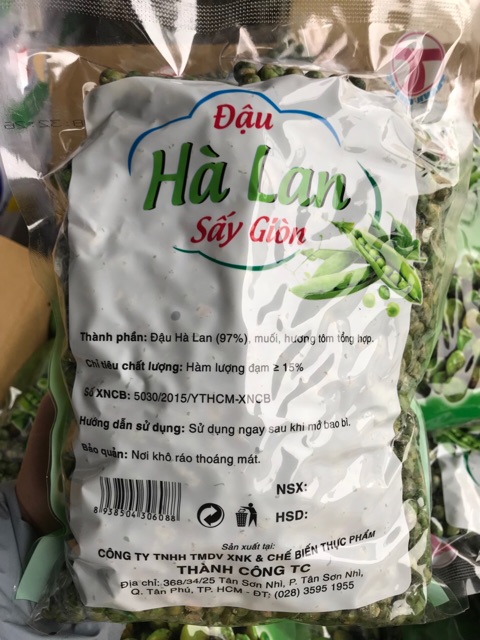 T
Đậu
Hà Lan
Sấy Giòn
Thành phần: Đậu Hà Lan (97%), muối, hương tôm tổng hợp.
Chỉ tiêu chất lượng: Hàm lượng đạm ≥ 15%
Số XNCB: 5030/2015/YTHCM-XNCB
Hướng dẫn sử dụng: Sử dụng ngay sau khi mở bao bì.
Bảo quản: Nơi khô ráo thoáng mát.
NSX:
8 938504 306088
HSD:
Sản xuất tại:
CÔNG TY TNHH TMDV XNK & CHẾ BIẾN THỰC PHẨM
THÀNH CÔNG TC
Địa chỉ: 368/34/25 Tân Sơn Nhì, P. Tân Sơn Nhì,
Q. Tân Phú, TP. HCM - ĐT: (028) 3595 1955